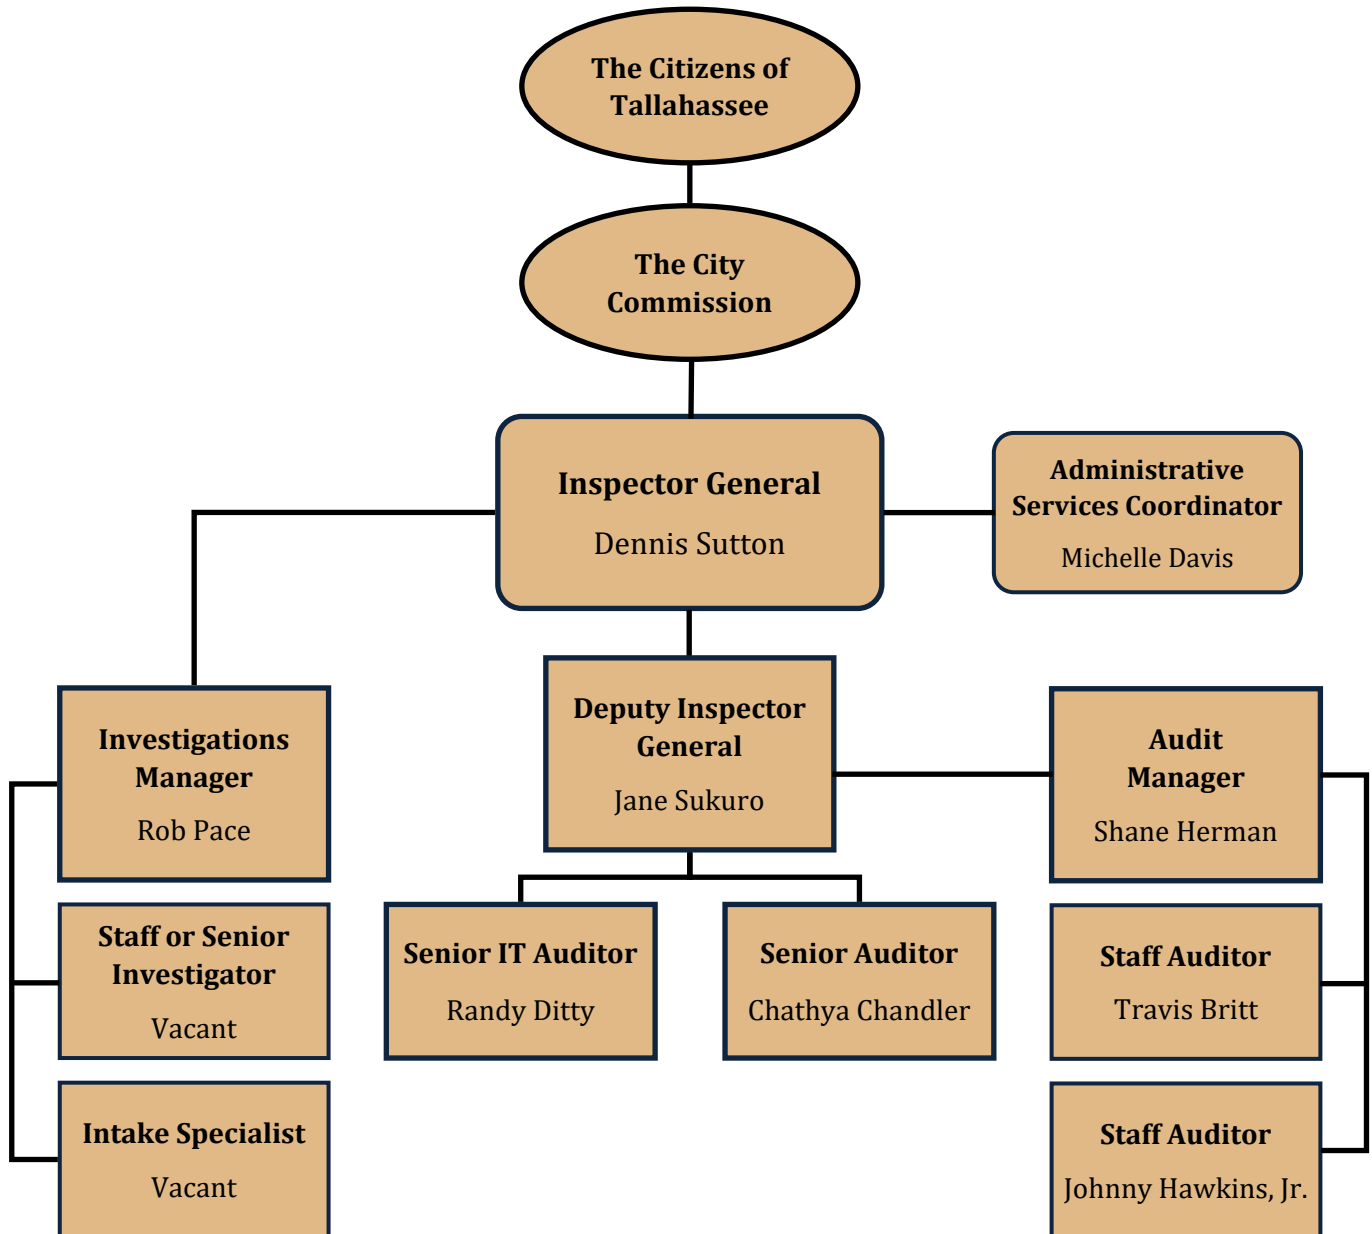 The Citizens of
Tallahassee
The City
Commission
Inspector General
Dennis Sutton
Administrative
Services Coordinator
Michelle Davis
Investigations
Manager
Rob Pace
Deputy Inspector
General
Jane Sukuro
Audit
Manager
Shane Herman
Staff or Senior
Investigator
Vacant
Senior IT Auditor
Randy Ditty
Senior Auditor
Chathya Chandler
Staff Auditor
Travis Britt
Intake Specialist
Vacant
Staff Auditor
Johnny Hawkins, Jr.